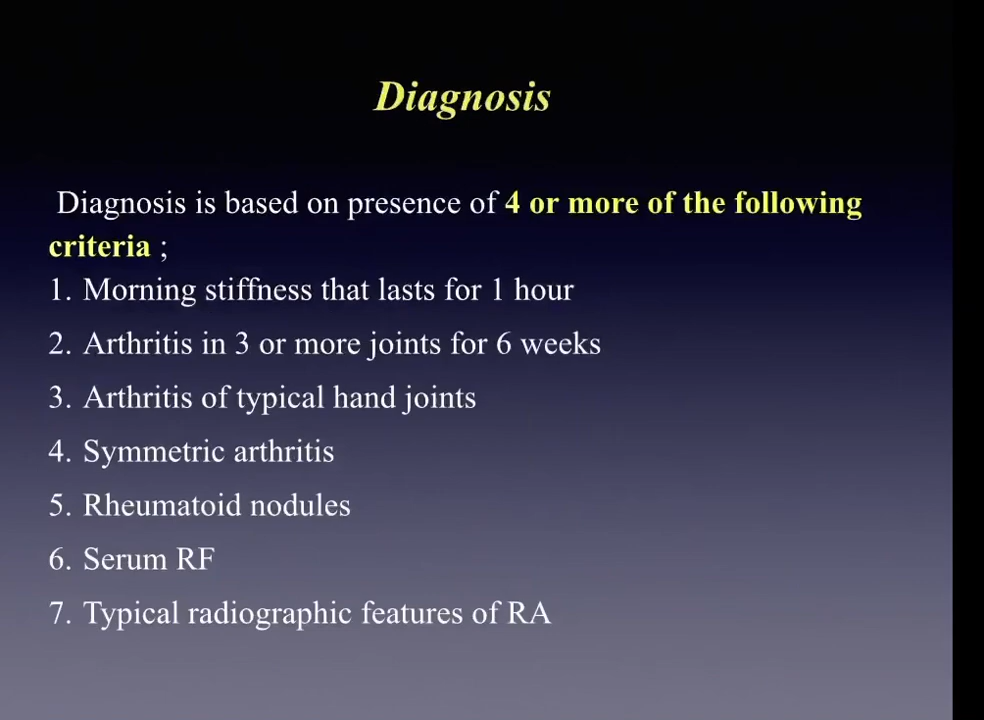 Diagnosis
Diagnosis is based on presence of 4 or more of the following
criteria ;
1. Morning stiffness that lasts for 1 hour
2. Arthritis in 3 or more joints for 6 weeks
3. Arthritis of typical hand joints
4. Symmetric arthritis
5. Rheumatoid nodules
6. Serum RF
7. Typical radiographic features of RA